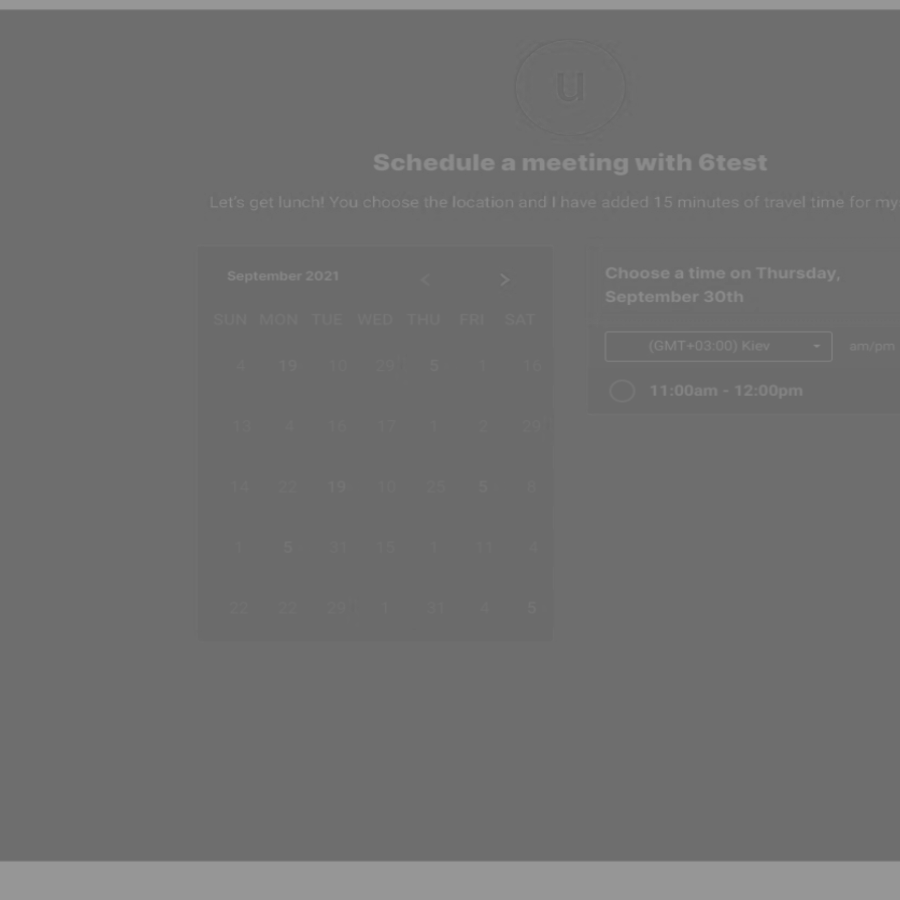 u
Schedule a meeting with 6test
Let's get lunch! You choose the location and I have added 15 minutes of travel time for my
September 2021 < >
SUN MON TUE WED THU FRI SAT
4 19 10 29 5 1 16
13 4 16 17 1 2 29
14 22 19 10 29 5 8
1 5 31 15 1 11 4
22 22 29 1 31 4 5
Choose a time on Thursday,
September 30th
(GMT+03:00) Kiev am/pm
11:00am - 12:00pm